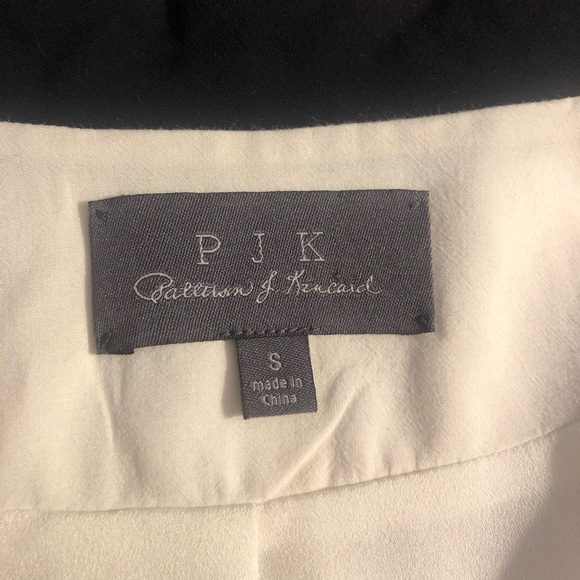 P J K
Patterson J. Kincaid
S
made in
China